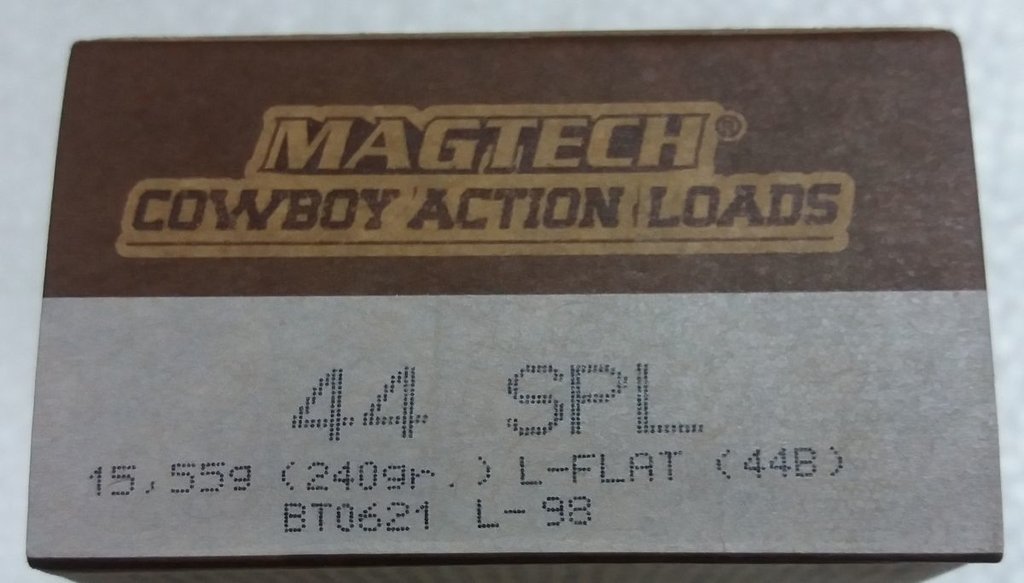 MAGTECH®
COWBOY ACTION LOADS
44 SPL
15,55g (240gr.) L-FLAT (44B)
BT0621 L-98